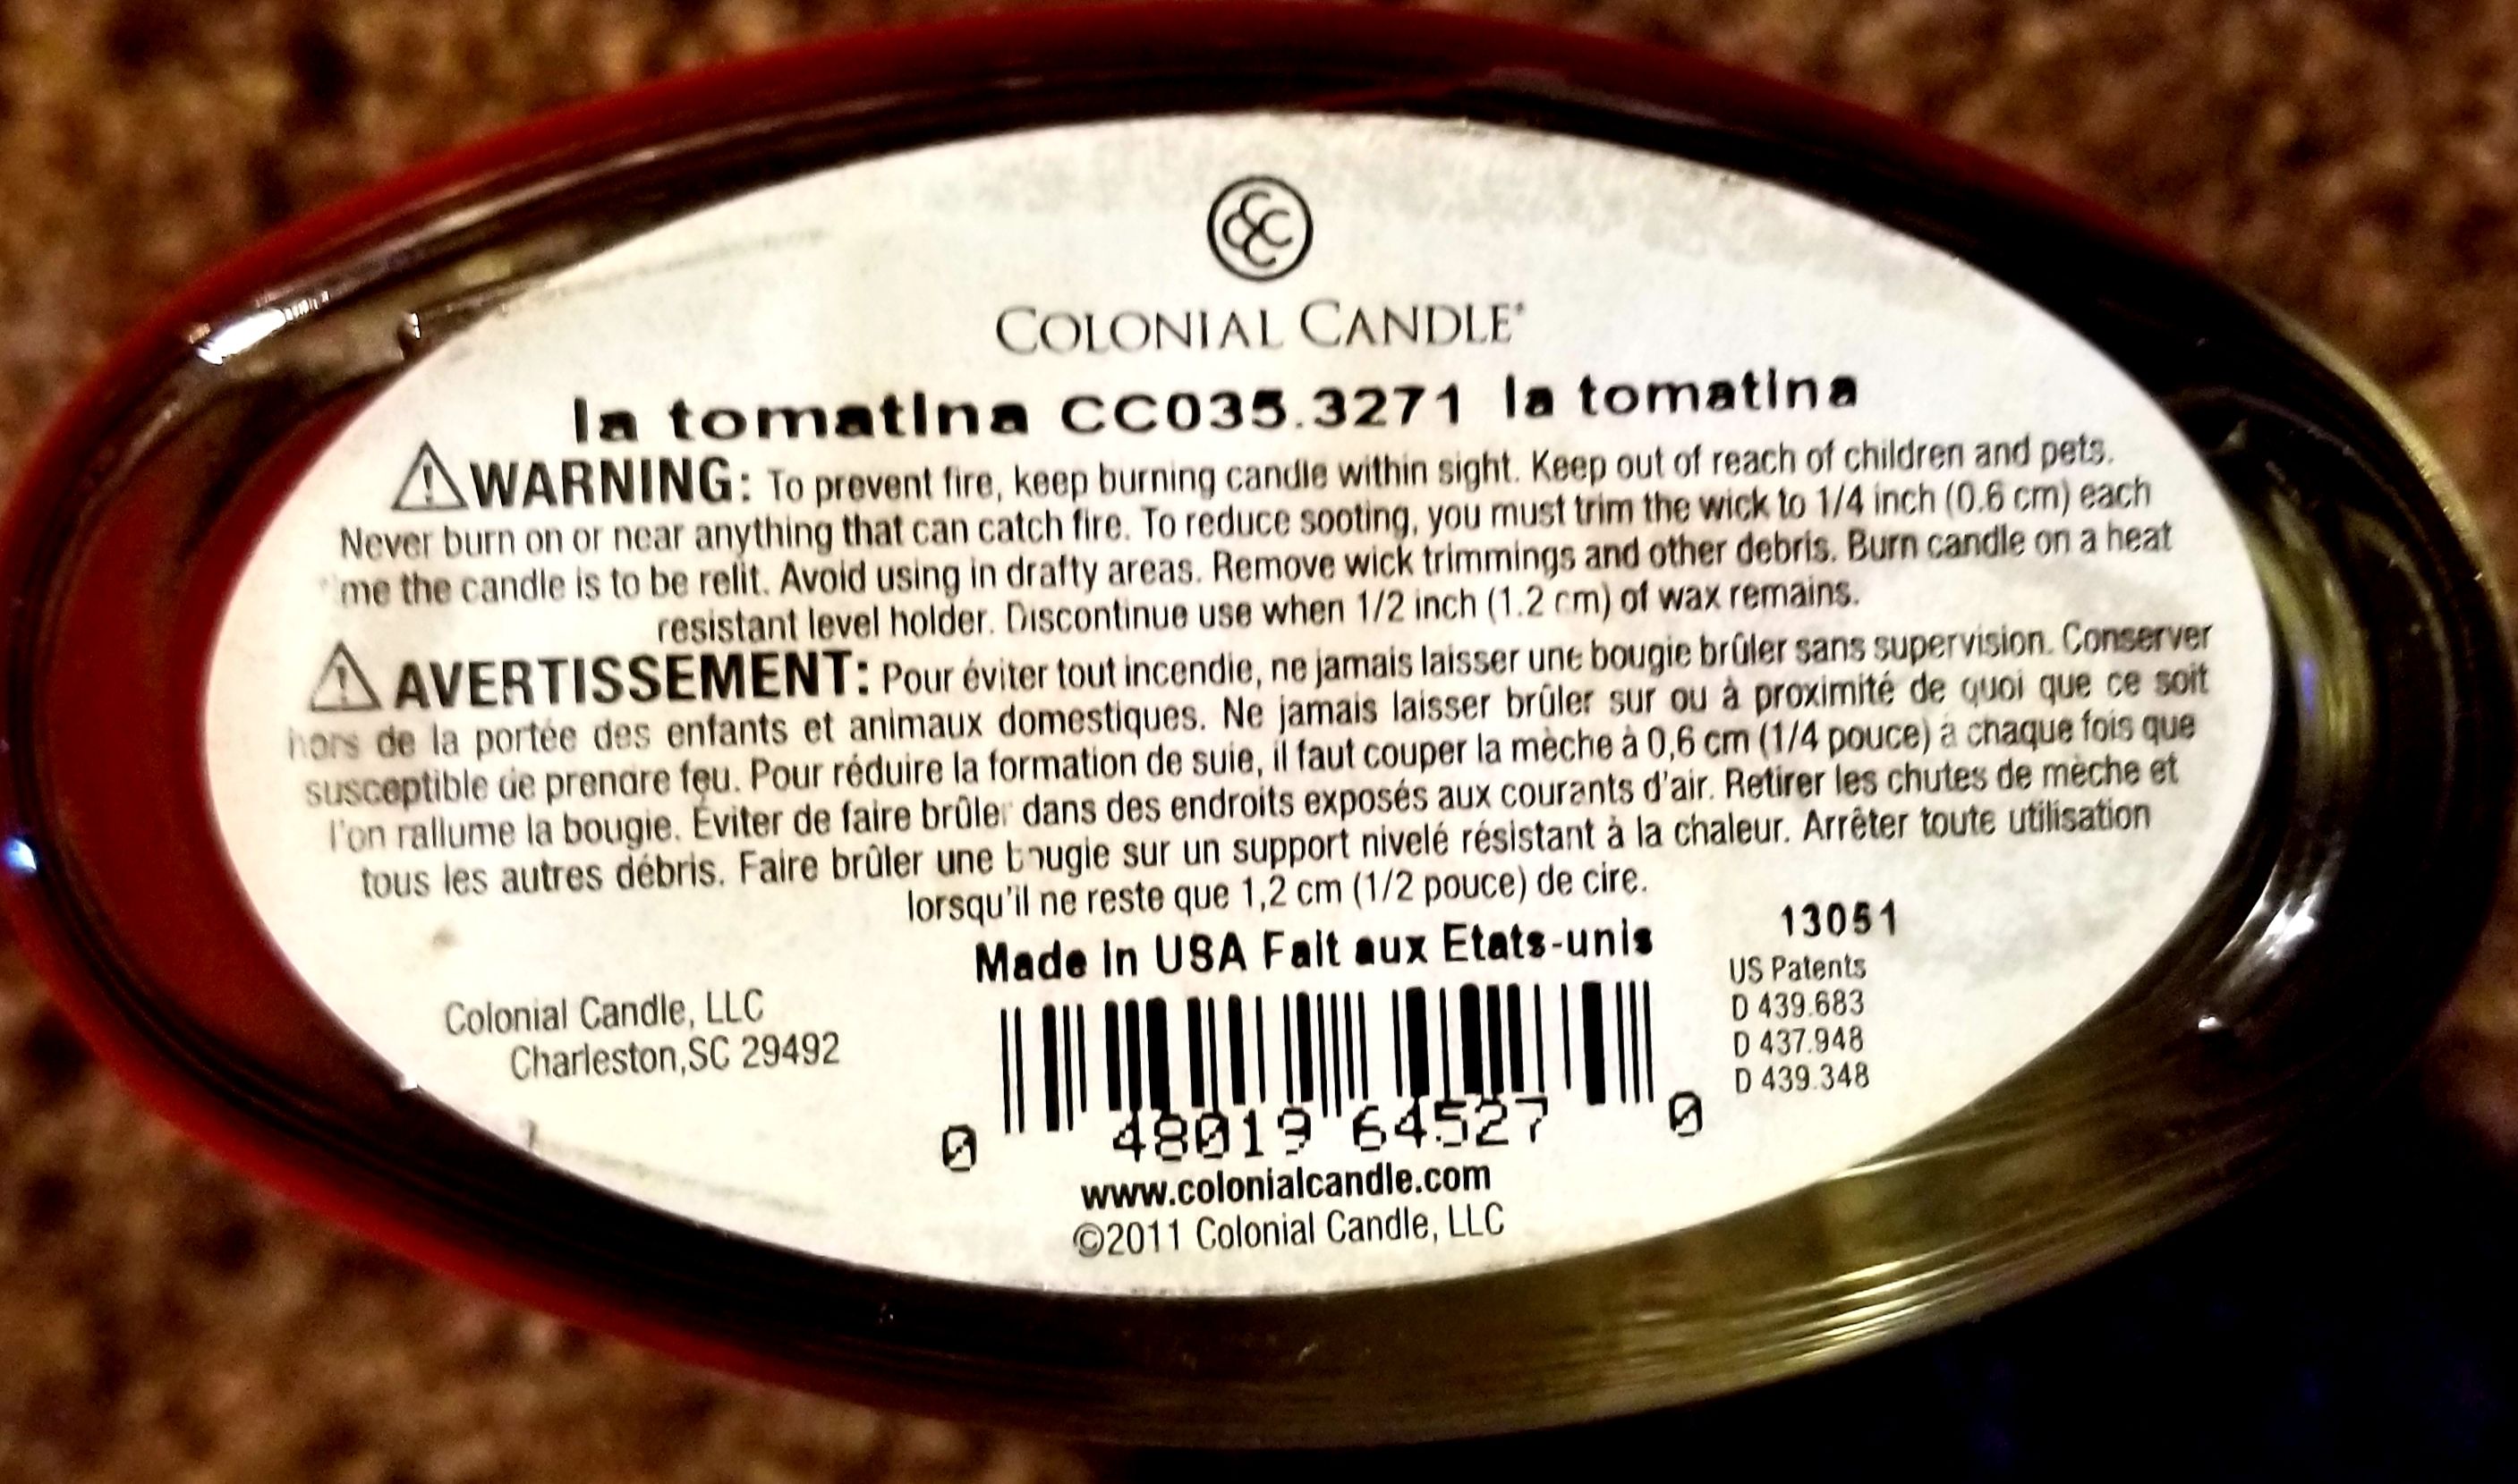 COLONIAL CANDLE®
la tomatina CC035.3271 la tomatina
WARNING: To prevent fire, keep burning candle within sight. Keep out of reach of children and pets.
Never burn on or near anything that can catch fire. To reduce sooting, you must trim the wick to 1/4 inch (0.6 cm) each
me the candle is to be relit. Avoid using in drafty areas. Remove wick trimmings and other debris. Burn candle on a heat
resistant level holder. Discontinue use when 1/2 inch (1.2 cm) of wax remains.
AVERTISSEMENT: Pour éviter tout incendie, ne jamais laisser une bougie brûler sans supervision. Conserver
hors de la portée des enfants et animaux domestiques. Ne jamais laisser brûler sur ou à proximité de quoi que ce soit
susceptible de prendre feu. Pour réduire la formation de suie, il faut couper la mèche à 0,6 cm (1/4 pouce) à chaque fois que
l'on rallume la bougie. Éviter de faire brûler dans des endroits exposés aux courants d'air. Retirer les chutes de mèche et
tous les autres débris. Faire brûler une bougie sur un support nivelé résistant à la chaleur. Arrêter toute utilisation
lorsqu'il ne reste que 1,2 cm (1/2 pouce) de cire.
Made in USA Fait aux Etats-unis
13051
US Patents
D 439.683
D 437.948
D 439.348
Colonial Candle, LLC
Charleston,SC 29492
0 48019 64527 0
www.colonialcandle.com
©2011 Colonial Candle, LLC